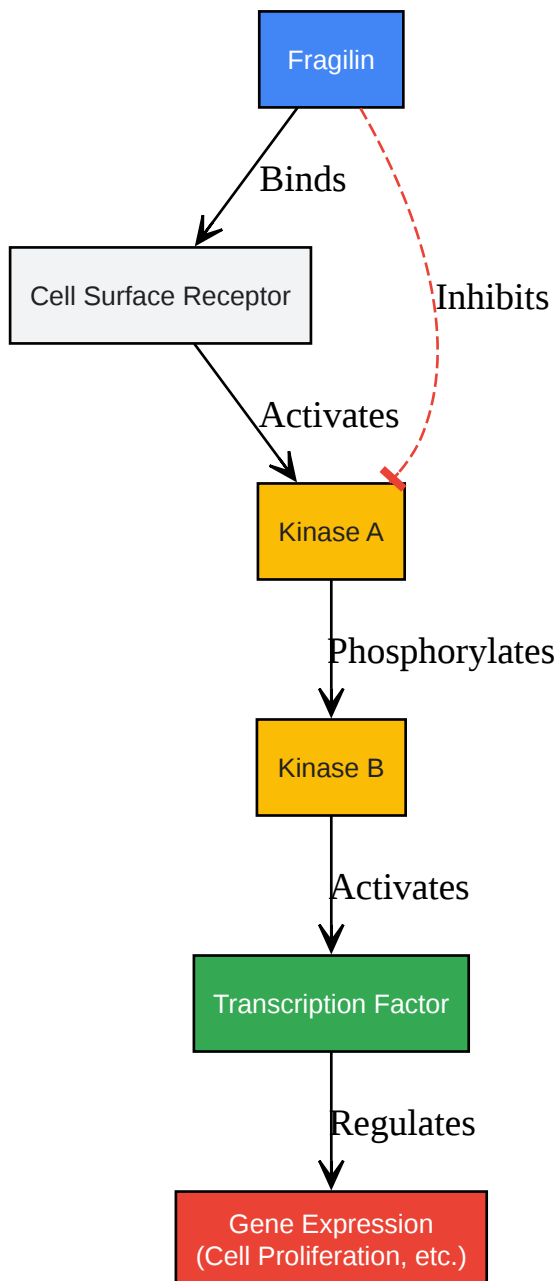 Fragilin
Binds
Cell Surface Receptor
Inhibits
Activates
Kinase A
Phosphorylates
Kinase B
Activates
Transcription Factor
Regulates
Gene Expression
(Cell Proliferation, etc.)